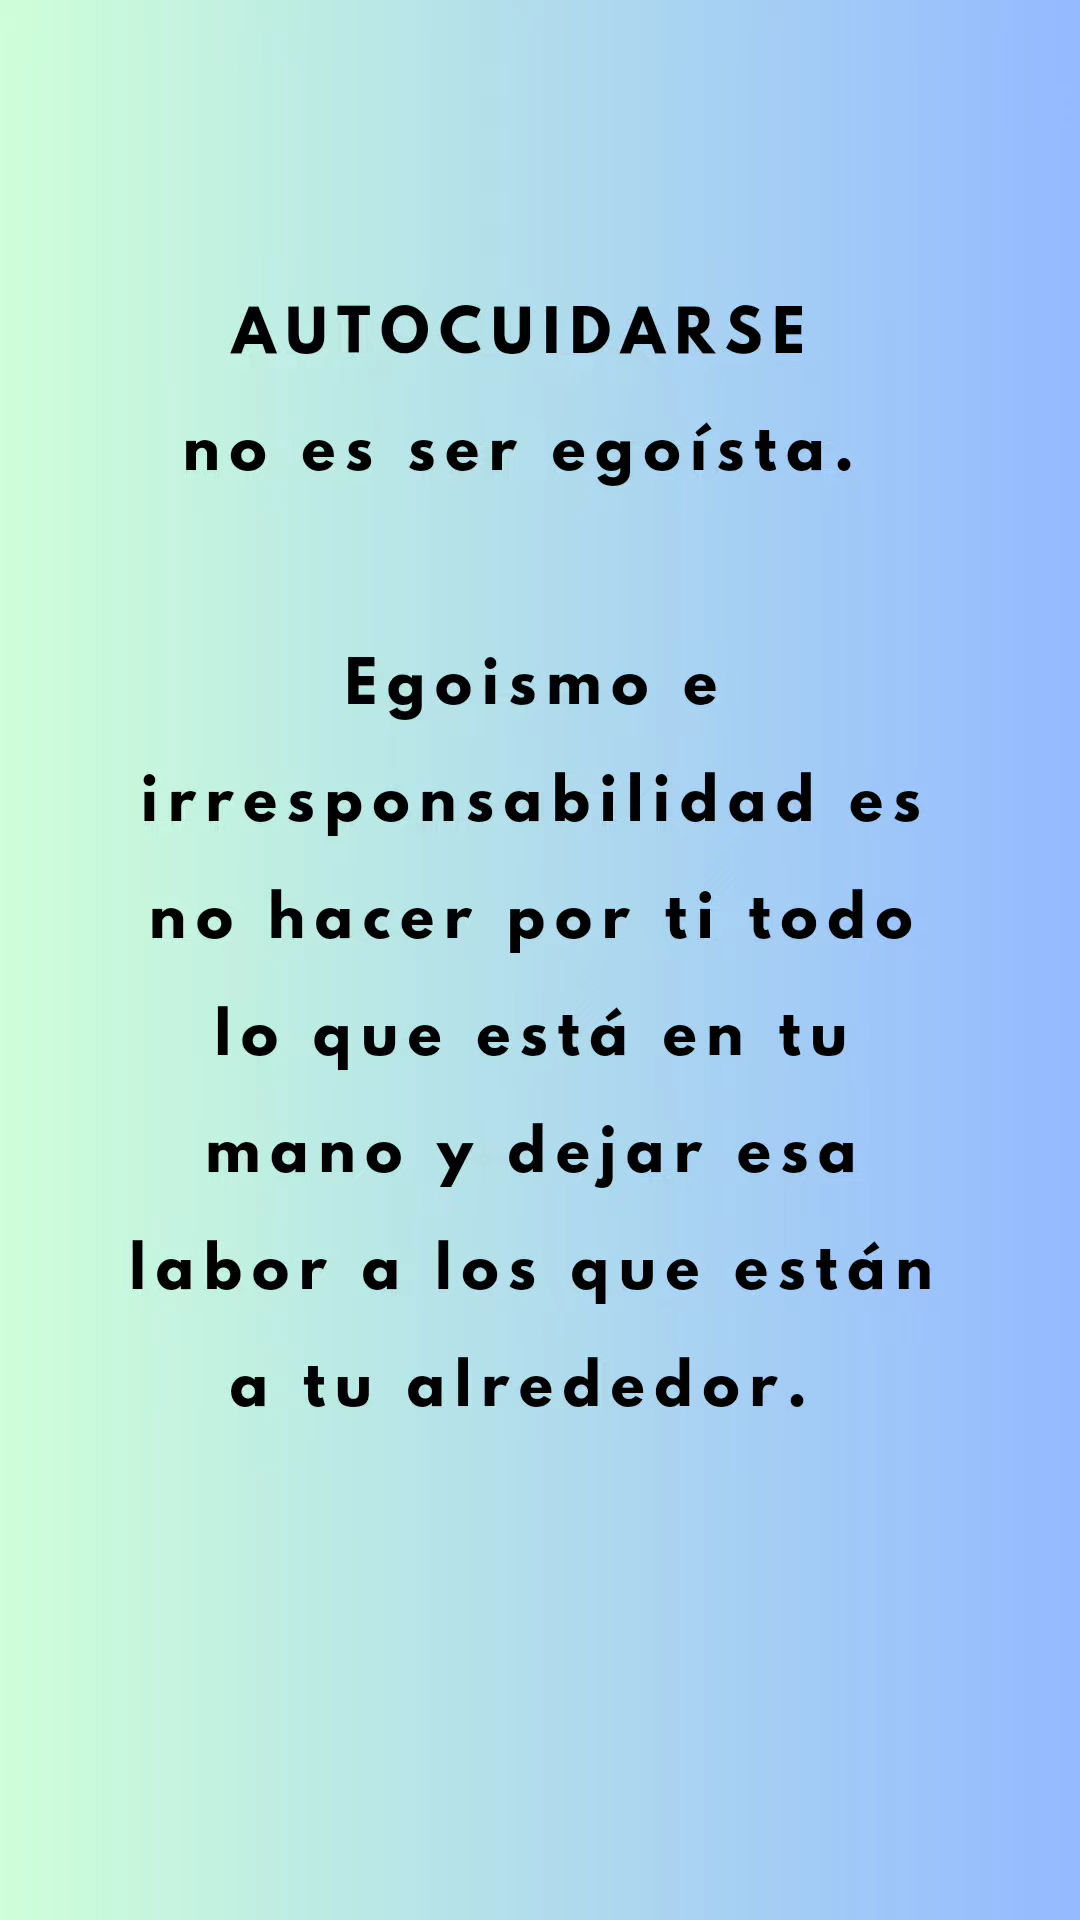 AUTOCUIDARSE
no es ser egoísta.
Egoismo e
irresponsabilidad es
no hacer por ti todo
lo que está en tu
mano y dejar esa
labor a los que están
a tu alrededor.